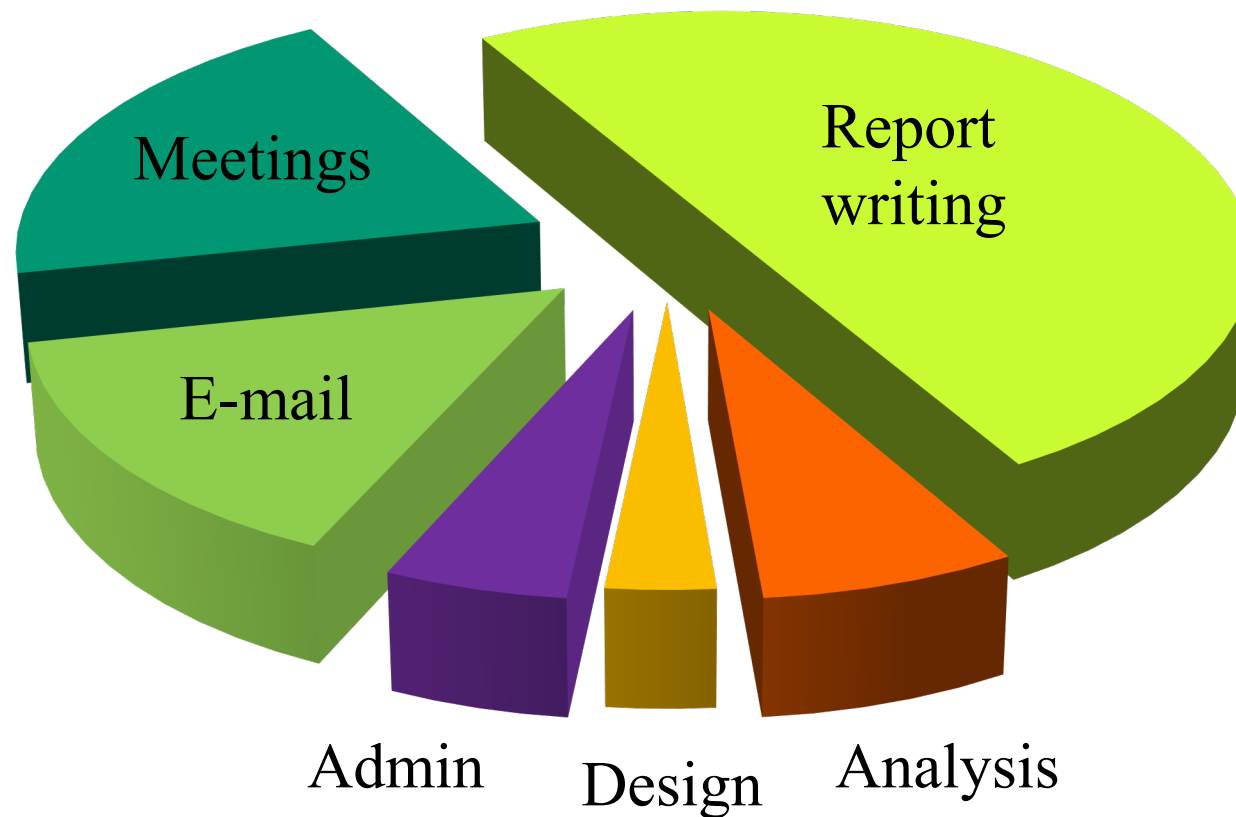 Report
writing
Meetings
E-mail
Admin
Design
Analysis